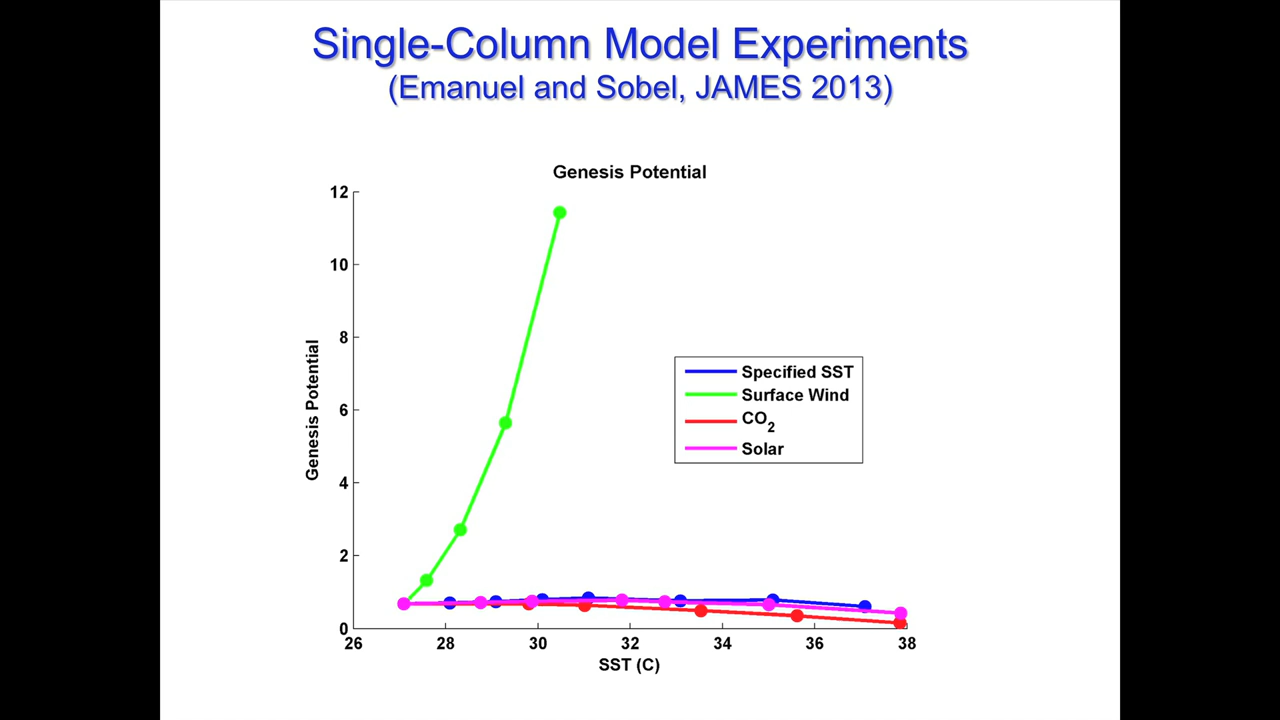 Single-Column Model Experiments
(Emanuel and Sobel, JAMES 2013)
Genesis Potential
12
10
8
6
4
2
0
Genesis Potential
Specified SST
Surface Wind
CO2
Solar
26 28 30 32 34 36 38
SST (C)